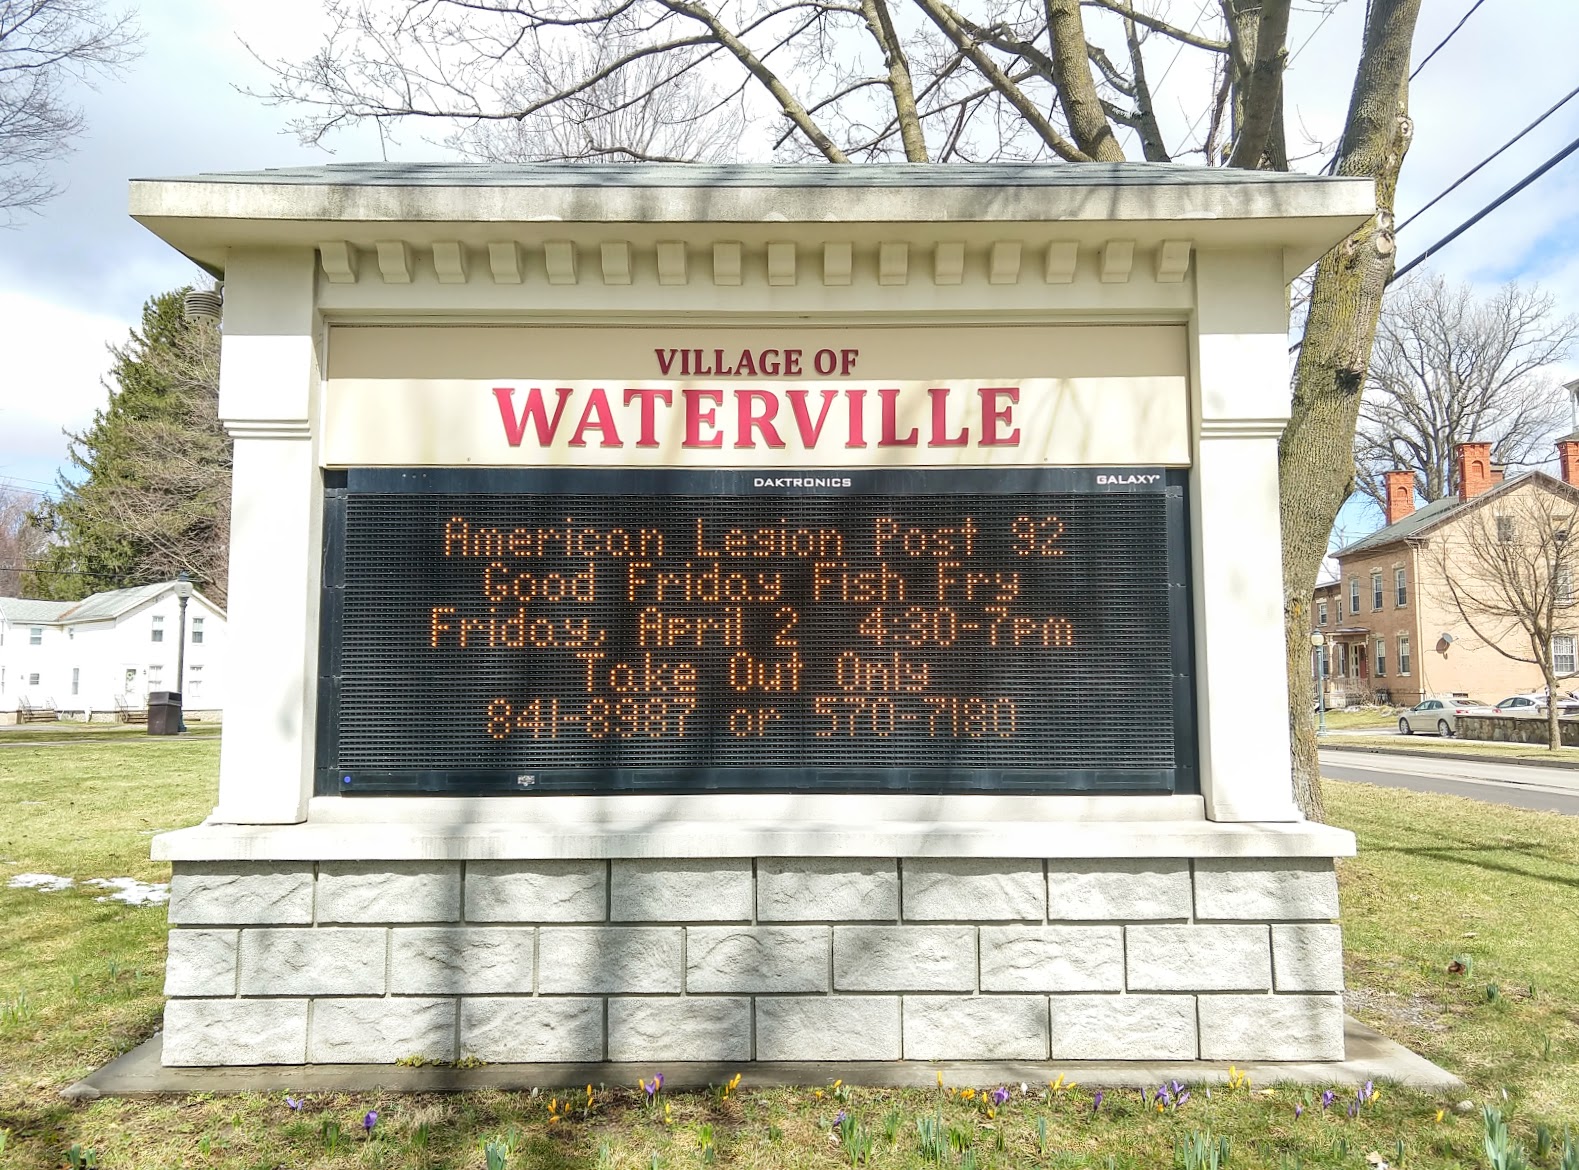 VILLAGE OF
WATERVILLE
DAKTRONICS GALAXY®
American Legion Post 92
Good Friday Fish Fry
Friday, April 2 4:30-7pm
Take Out Only
841-8987 or 570-7180